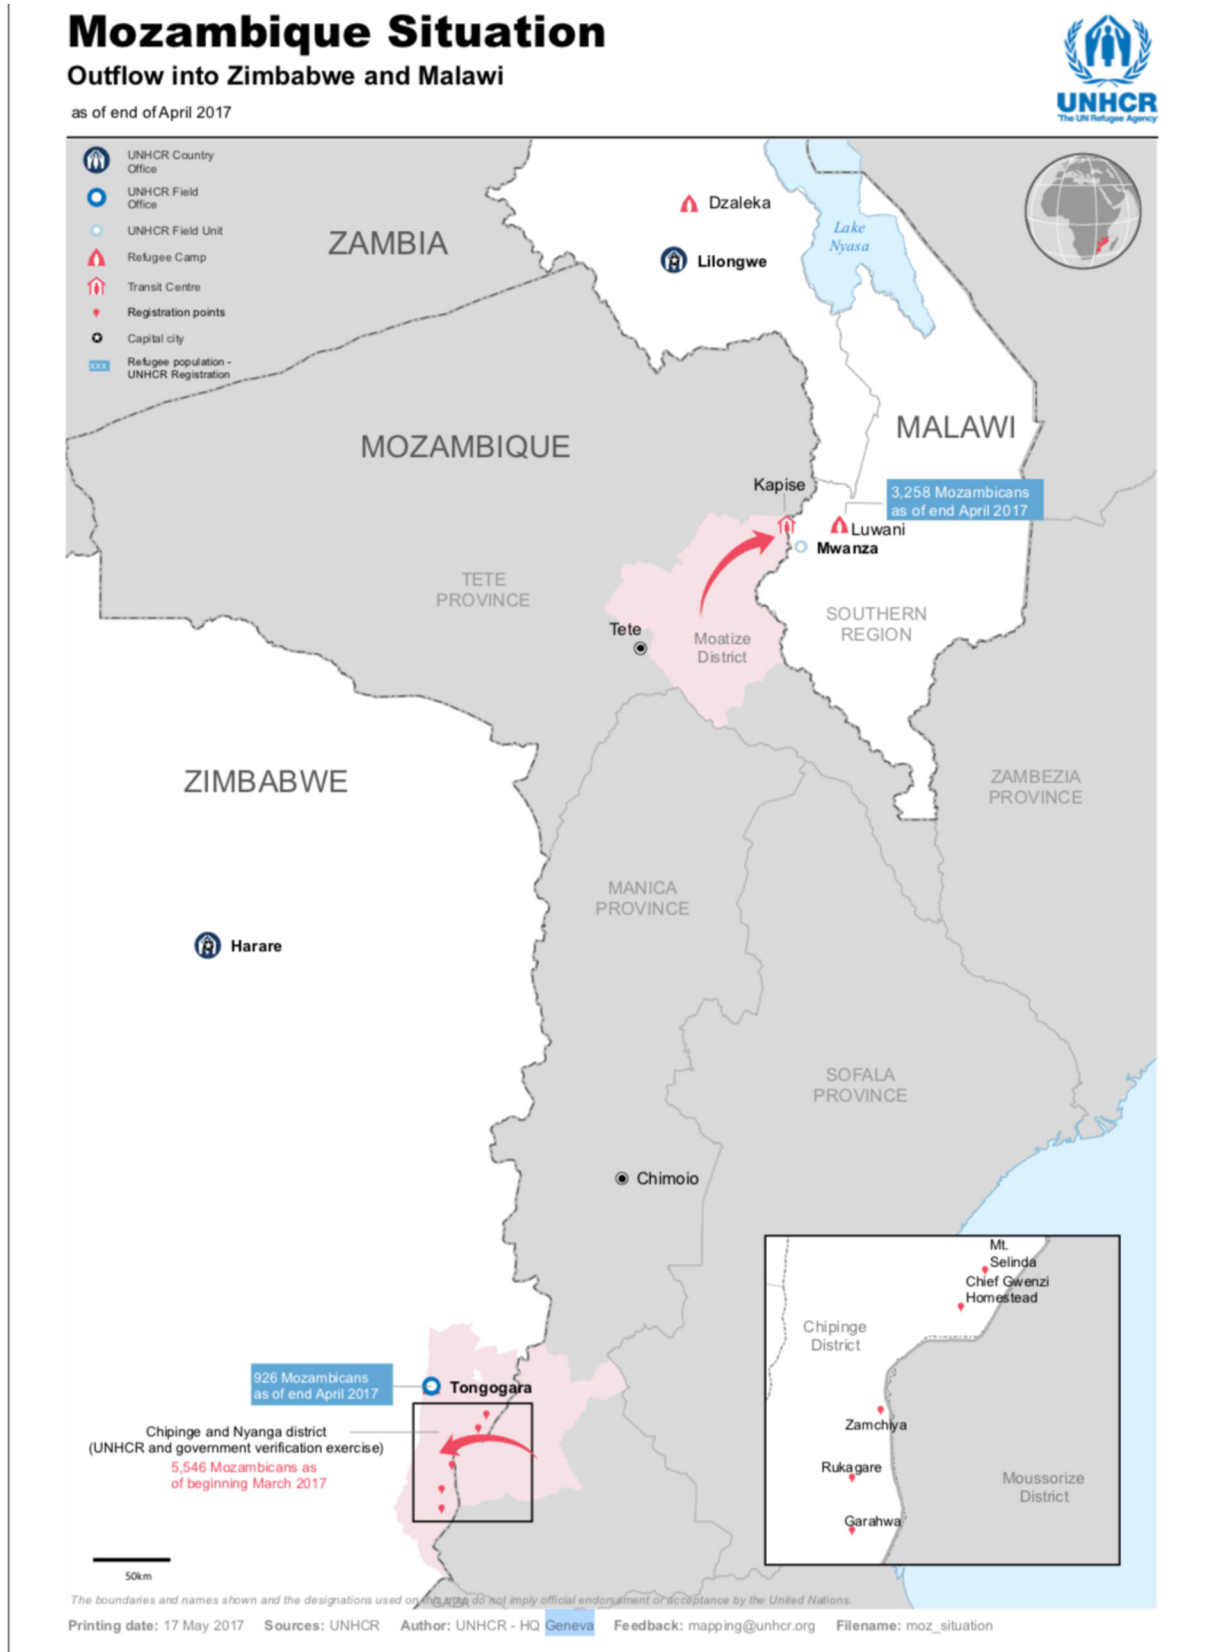 Mozambique Situation
Outflow into Zimbabwe and Malawi
as of end of April 2017
UNHCR
The UN Refugee Agency
UNHCR Country
Office
UNHCR Field
Office
UNHCR Field Unit
Refugee Camp
Transit Centre
Registration points
Capital city
XXX
Refugee population -
UNHCR Registration
ZAMBIA
Dzaleka
Lilongwe
Lake
Nyasa
MOZAMBIQUE
MALAWI
Kapise
3,258 Mozambicans
as of end April 2017
Luwani
Mwanza
TETE
PROVINCE
SOUTHERN
REGION
Tete
Moatize
District
ZIMBABWE
ZAMBEZIA
PROVINCE
MANICA
PROVINCE
Harare
SOFALA
PROVINCE
Chimoio
Mt.
Selinda
Chief Gwenzi
Homestead
Chipinge
District
Zamchiya
Rukagare
Moussorize
District
Garahwa
926 Mozambicans
as of end April 2017
Tongogara
Chipinge and Nyanga district
(UNHCR and government verification exercise)
5,546 Mozambicans as
of beginning March 2017
50km
GAZA
The boundaries and names shown and the designations used on this map do not imply official endorsement or acceptance by the United Nations.
Printing date: 17 May 2017 Sources: UNHCR Author: UNHCR - HQ Geneva Feedback: mapping@unhcr.org Filename: moz_situation